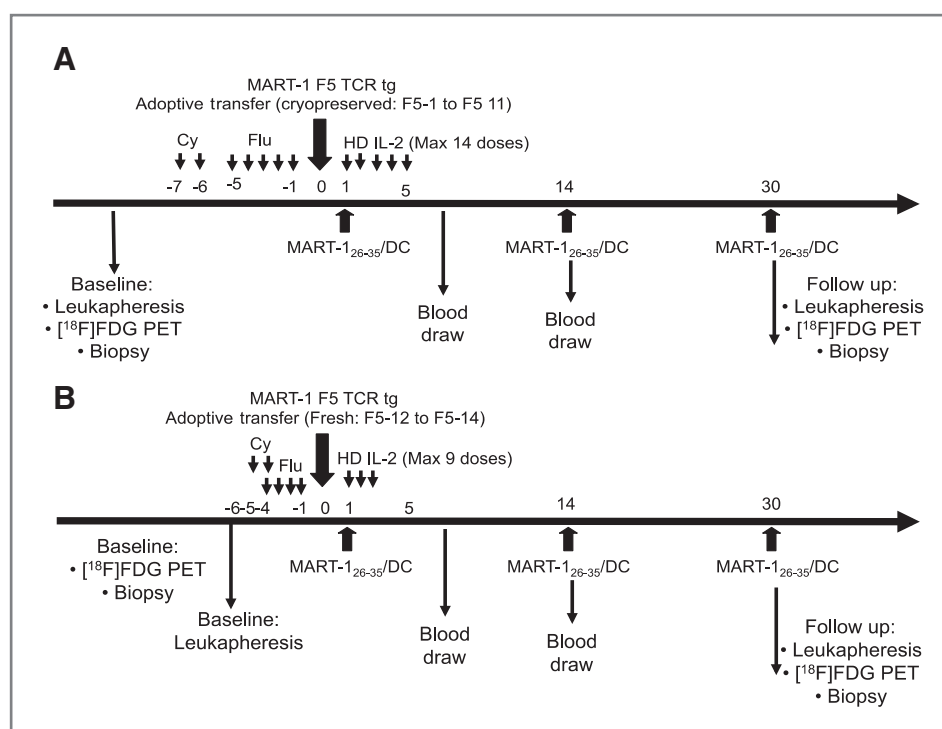 A
MART-1 F5 TCR tg
Adoptive transfer (cryopreserved: F5-1 to F5 11)
Cy Flu HD IL-2 (Max 14 doses)
-7 -6 -5 -1 0 1 5 14 30
MART-1₂₆₋₃₅/DC MART-1₂₆₋₃₅/DC MART-1₂₆₋₃₅/DC
Baseline:
• Leukapheresis
• [¹⁸F]FDG PET
• Biopsy
Blood
draw
Blood
draw
Follow up:
• Leukapheresis
• [¹⁸F]FDG PET
• Biopsy
B
MART-1 F5 TCR tg
Adoptive transfer (Fresh: F5-12 to F5-14)
Cy
Flu HD IL-2 (Max 9 doses)
-6-5-4 -1 0 1 5 14 30
Baseline:
• [¹⁸F]FDG PET
• Biopsy
MART-1₂₆₋₃₅/DC MART-1₂₆₋₃₅/DC MART-1₂₆₋₃₅/DC
Baseline:
Leukapheresis
Blood
draw
Blood
draw
Follow up:
• Leukapheresis
• [¹⁸F]FDG PET
• Biopsy